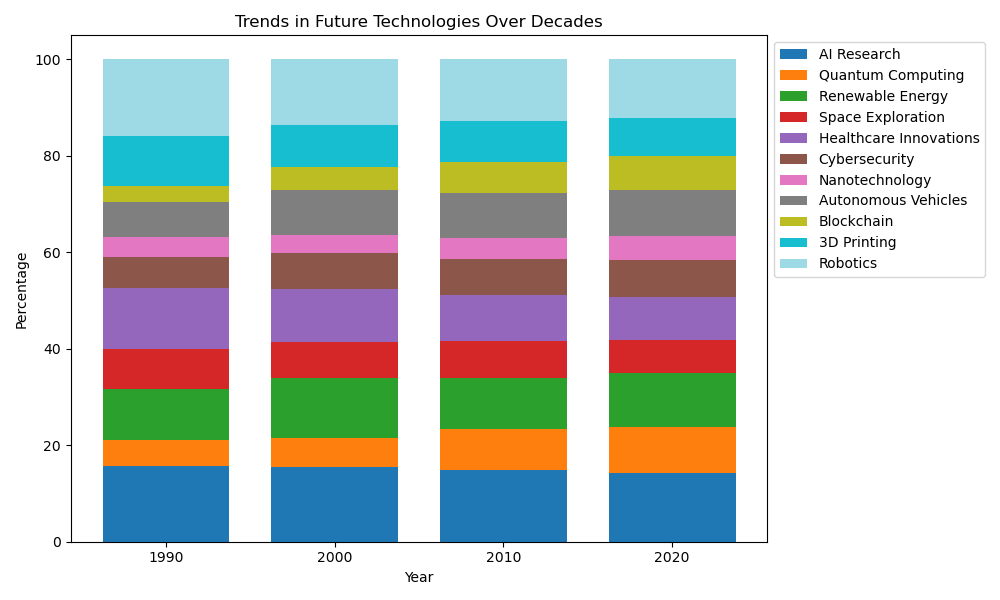 Trends in Future Technologies Over Decades
Percentage
100
80
60
40
20
0
1990
2000
2010
2020
Year
AI Research
Quantum Computing
Renewable Energy
Space Exploration
Healthcare Innovations
Cybersecurity
Nanotechnology
Autonomous Vehicles
Blockchain
3D Printing
Robotics